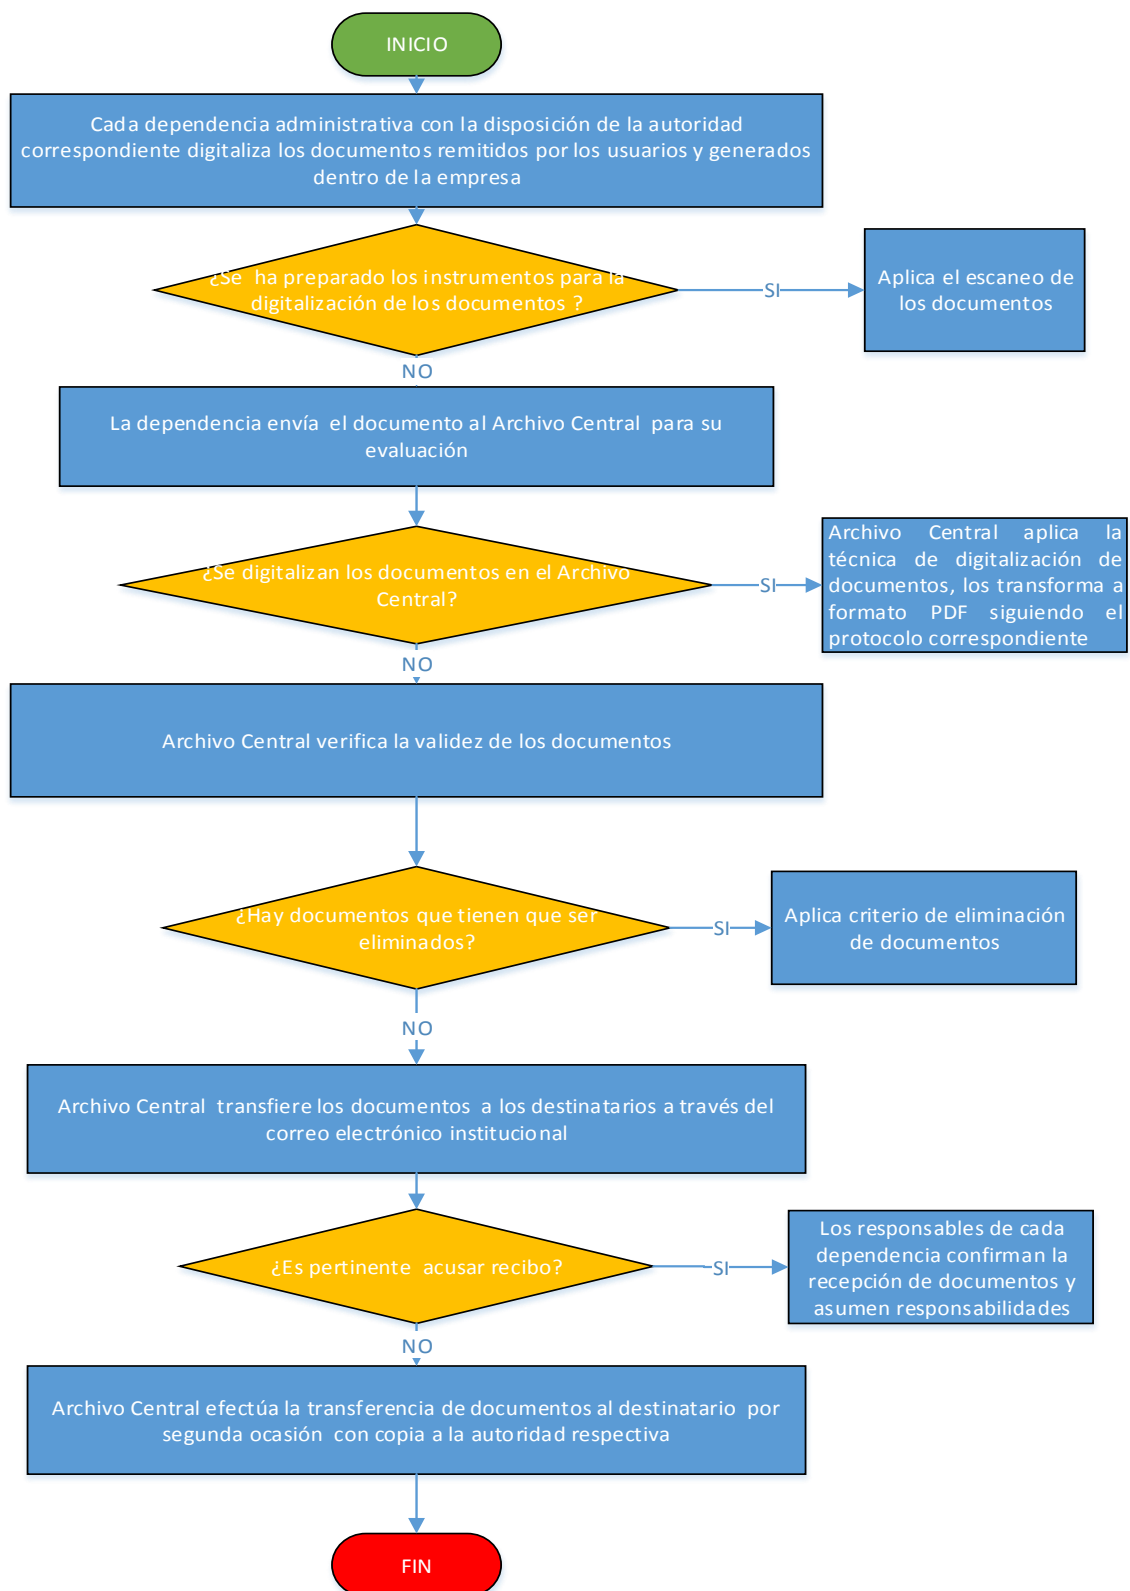 INICIO
Cada dependencia administrativa con la disposición de la autoridad
correspondiente digitaliza los documentos remitidos por los usuarios y generados
dentro de la empresa
¿Se ha preparado los instrumentos para la
digitalización de los documentos ?
SI
Aplica el escaneo de
los documentos
NO
La dependencia envía el documento al Archivo Central para su
evaluación
¿Se digitalizan los documentos en el Archivo
Central?
SI
Archivo Central aplica la
técnica de digitalización de
documentos, los transforma a
formato PDF siguiendo el
protocolo correspondiente
NO
Archivo Central verifica la validez de los documentos
¿Hay documentos que tienen que ser
eliminados?
SI
Aplica criterio de eliminación
de documentos
NO
Archivo Central transfiere los documentos a los destinatarios a través del
correo electrónico institucional
¿Es pertinente acusar recibo?
SI
Los responsables de cada
dependencia confirman la
recepción de documentos y
asumen responsabilidades
NO
Archivo Central efectúa la transferencia de documentos al destinatario por
segunda ocasión con copia a la autoridad respectiva
FIN